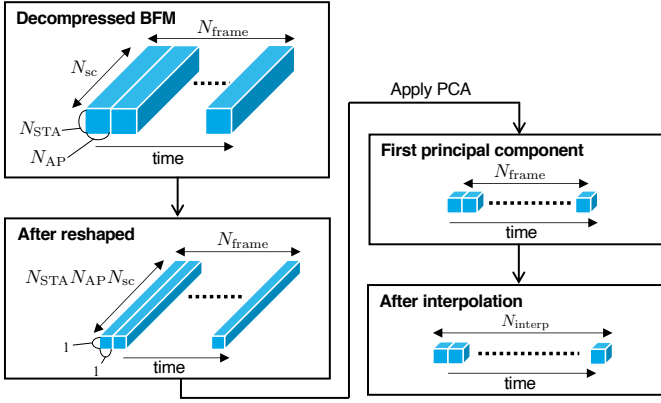 Decompressed BFM
N_frame
N_sc
N_STA
N_AP
time
After reshaped
N_frame
N_STA N_AP N_sc
1
1
time
Apply PCA
First principal component
N_frame
time
After interpolation
N_interp
time